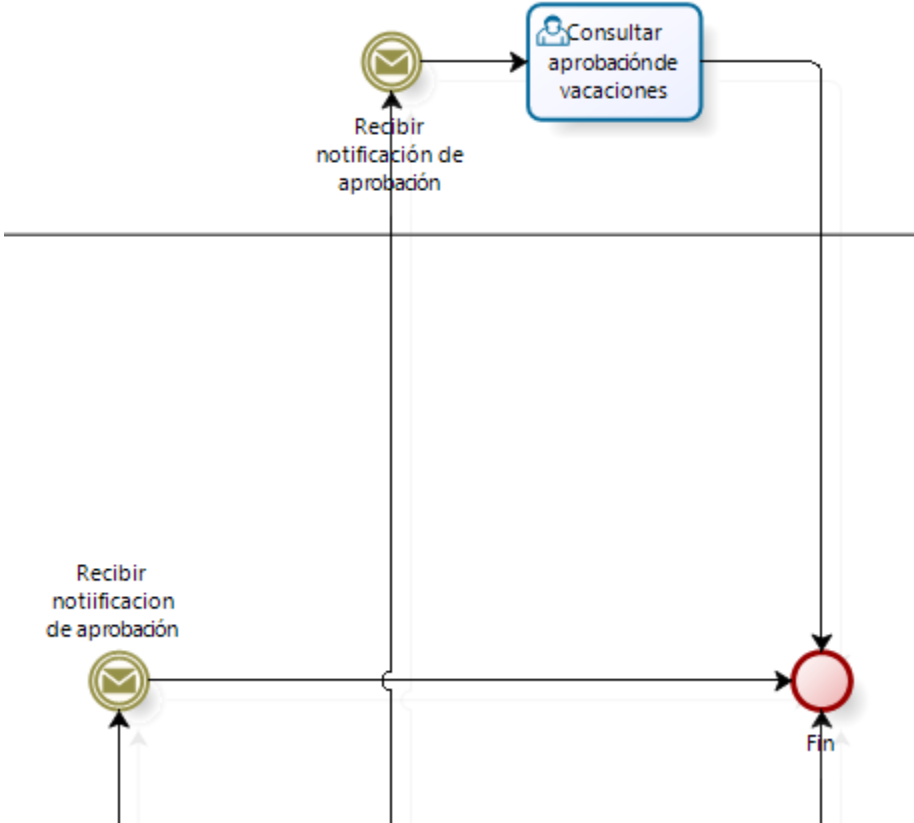 Consultar
aprobaciónde
vacaciones
Recibir
notificación de
aprobación
Recibir
notiificacion
de aprobación
Fin